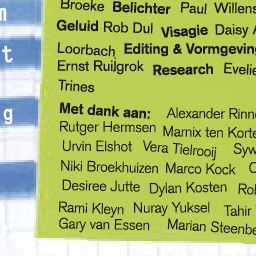 Broeke Belichter Paul Willens
Geluid Rob Dul Visagie Daisy
Loorbach Editing & Vormgeving
Ernst Ruilgrok Research Evelie
Trines
Met dank aan: Alexander Rinn
Rutger Hermsen Marnix ten Korte
Urvin Elshot Vera Tielrooij Syw
Niki Broekhuizen Marco Kock
Desiree Jutte Dylan Kosten Ro
Rami Kleyn Nuray Yuksel Tahir
Gary van Essen Marian Steenbe
n
t
g